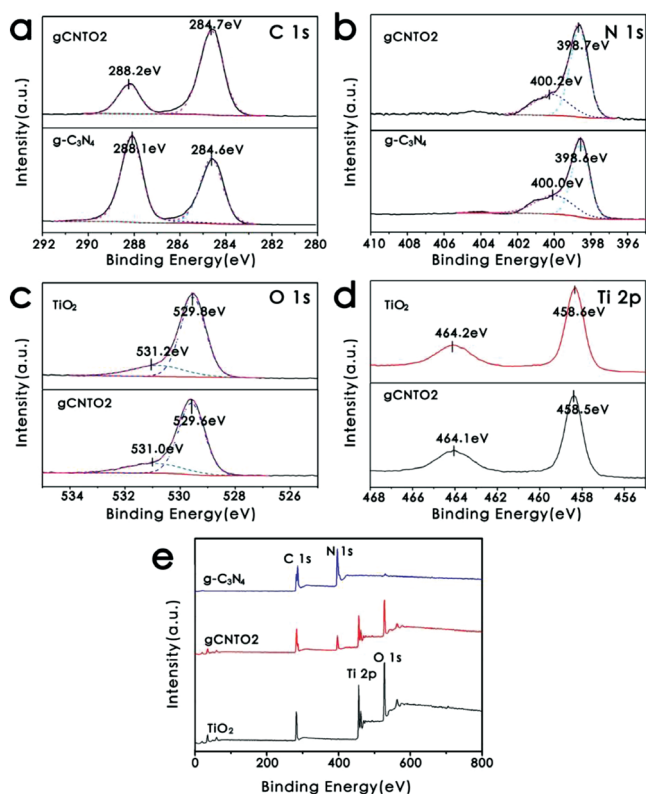 a
C 1s
gCNTO2
284.7eV
288.2eV
g-C₃N₄
288.1eV
284.6eV
Intensity(a.u.)
292 290 288 286 284 282 280
Binding Energy(eV)
b
N 1s
gCNTO2
398.7eV
400.2eV
g-C₃N₄
398.6eV
400.0eV
Intensity(a.u.)
410 407 404 401 398
Binding Energy(eV)
c
O 1s
TiO₂
529.8eV
531.2eV
gCNTO2
529.6eV
531.0eV
Intensity(a.u.)
534 532 530 528 526
Binding Energy(eV)
d
Ti 2p
TiO₂
458.6eV
464.2eV
gCNTO2
458.5eV
464.1eV
Intensity(a.u.)
468 466 464 462 460 458 456 455
Binding Energy(eV)
e
C 1s
N 1s
g-C₃N₄
gCNTO2
O 1s
Ti 2p
TiO₂
Intensity(a.u.)
0 200 400 600 800
Binding Energy(eV)